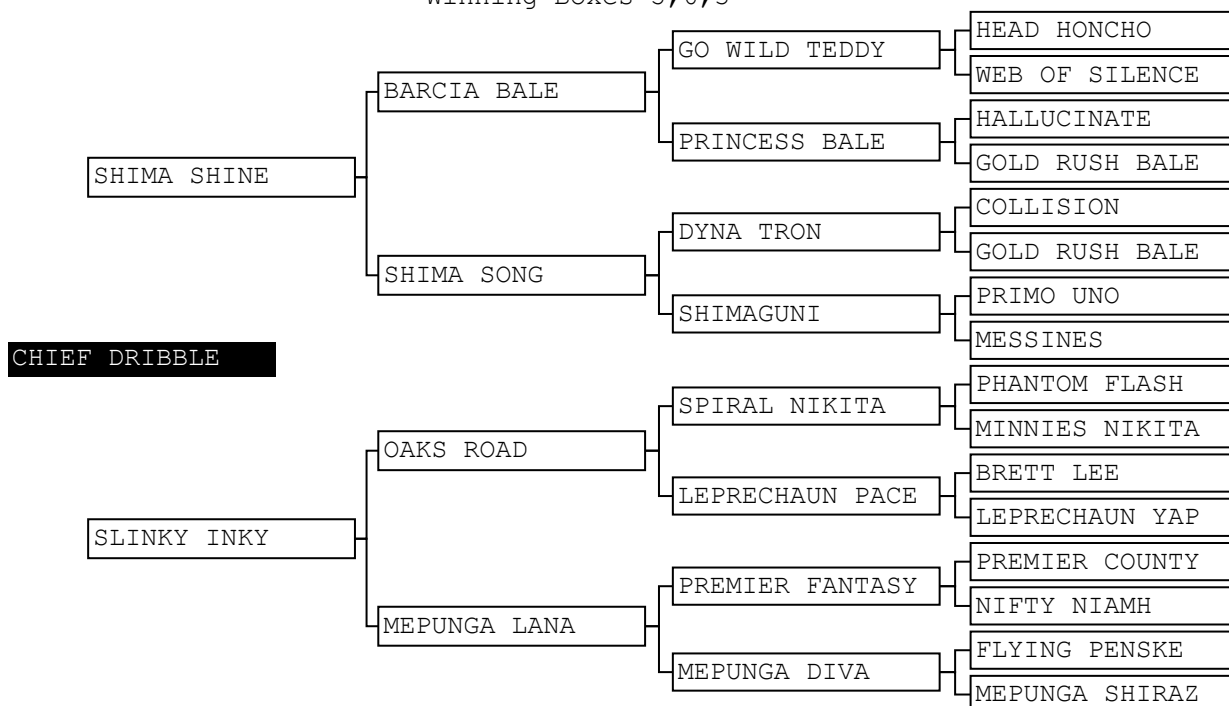 HEAD HONCHO
GO WILD TEDDY
WEB OF SILENCE
BARCIA BALE
HALLUCINATE
PRINCESS BALE
GOLD RUSH BALE
SHIMA SHINE
COLLISION
DYNA TRON
GOLD RUSH BALE
SHIMA SONG
PRIMO UNO
SHIMAGUNI
MESSINES
CHIEF DRIBBLE
PHANTOM FLASH
SPIRAL NIKITA
MINNIES NIKITA
OAKS ROAD
BRETT LEE
LEPRECHAUN PACE
LEPRECHAUN YAP
SLINKY INKY
PREMIER COUNTY
PREMIER FANTASY
NIFTY NIAMH
MEPUNGA LANA
FLYING PENSKE
MEPUNGA DIVA
MEPUNGA SHIRAZ